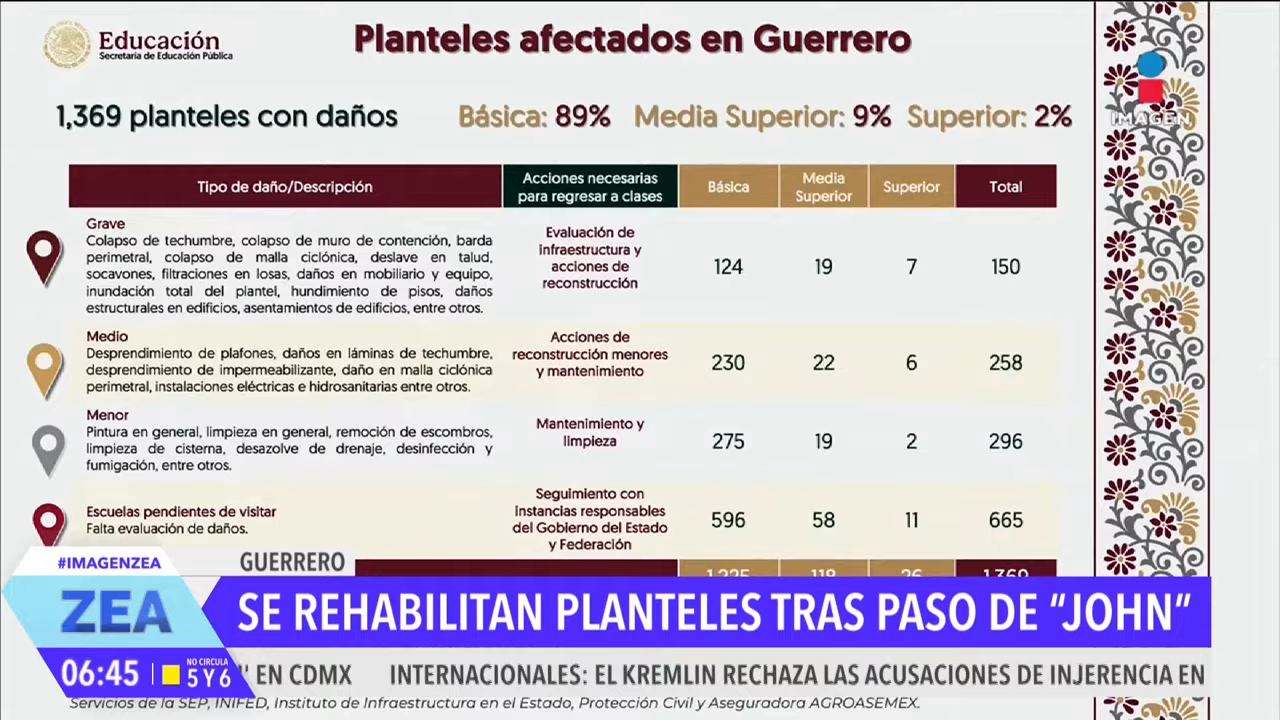 Educación
Secretaría de Educación Pública
Planteles afectados en Guerrero
IMAGEN
1,369 planteles con daños
Básica: 89% Media Superior: 9% Superior: 2%
Tipo de daño/Descripción
Acciones necesarias
para regresar a clases
Básica
Media
Superior
Superior
Total
Grave
Colapso de techumbre, colapso de muro de contención, barda
perimetral, colapso de malla ciclónica, deslave en talud,
socavones, filtraciones en losas, daños en mobiliario y equipo,
inundación total del plantel, hundimiento de pisos, daños
estructurales en edificios, asentamientos de edificios, entre otros.
Evaluación de
infraestructura y
acciones de
reconstrucción
124
19
7
150
Medio
Desprendimiento de plafones, daños en láminas de techumbre,
desprendimiento de impermeabilizante, daño en malla ciclónica
perimetral, instalaciones eléctricas e hidrosanitarias entre otros.
Acciones de
reconstrucción menores
y mantenimiento
230
22
6
258
Menor
Pintura en general, limpieza en general, remoción de escombros,
limpieza de cisterna, desazolve de drenaje, desinfección y
fumigación, entre otros.
Mantenimiento y
limpieza
275
19
2
296
Escuelas pendientes de visitar
Falta evaluación de daños.
Seguimiento con
instancias responsables
del Gobierno del Estado
y Federación
596
58
11
665
1,225
118
26
1,369
#IMAGENZEA
GUERRERO
ZEA
SE REHABILITAN PLANTELES TRAS PASO DE “JOHN”
06:45
NO CIRCULA
5 Y 6
EN CDMX INTERNACIONALES: EL KREMLIN RECHAZA LAS ACUSACIONES DE INJERENCIA EN
Servicios de la SEP, INIFED, Instituto de Infraestructura en el Estado, Protección Civil y Aseguradora AGROASEMEX.